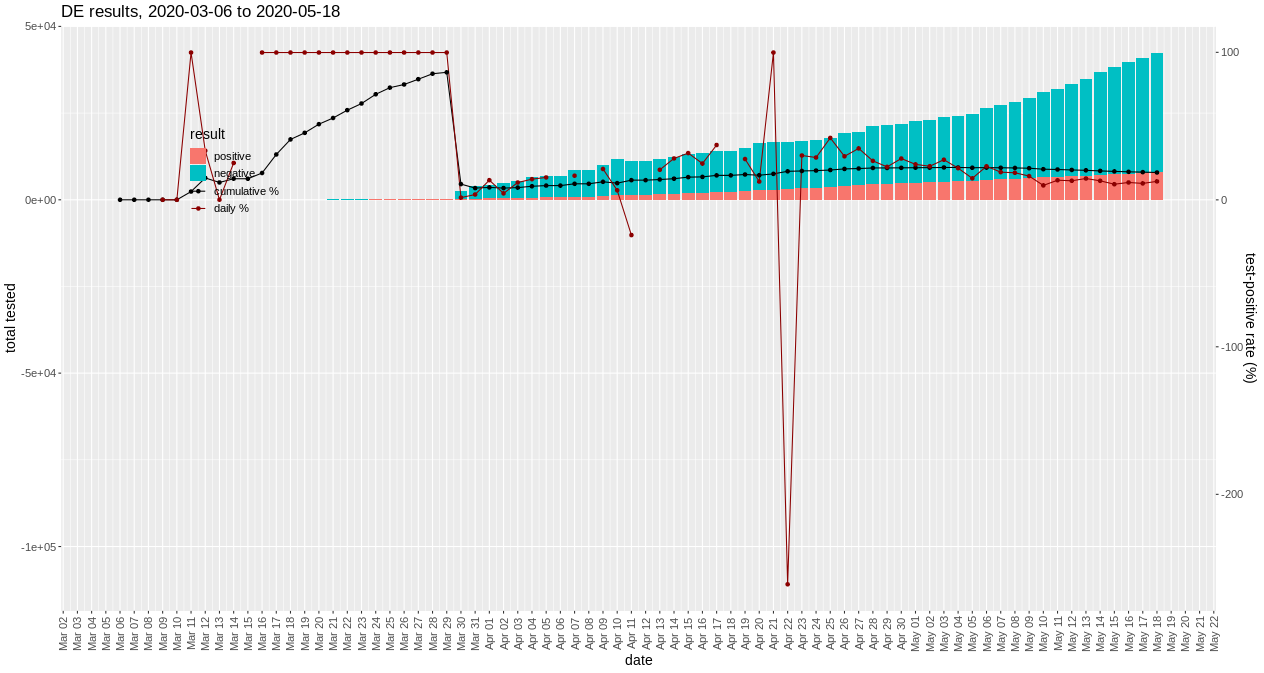 DE results, 2020-03-06 to 2020-05-18
5e+04
0e+00
-5e+04
-1e+05
total tested
result
positive
negative
cumulative %
daily %
100
0
-100
-200
test-positive rate (%)
Mar 02
Mar 03
Mar 04
Mar 05
Mar 06
Mar 07
Mar 08
Mar 09
Mar 10
Mar 11
Mar 12
Mar 13
Mar 14
Mar 15
Mar 16
Mar 17
Mar 18
Mar 19
Mar 20
Mar 21
Mar 22
Mar 23
Mar 24
Mar 25
Mar 26
Mar 27
Mar 28
Mar 29
Mar 30
Mar 31
Apr 01
Apr 02
Apr 03
Apr 04
Apr 05
Apr 06
Apr 07
Apr 08
Apr 09
Apr 10
Apr 11
Apr 12
Apr 13
Apr 14
Apr 15
Apr 16
Apr 17
Apr 18
Apr 19
Apr 20
Apr 21
Apr 22
Apr 23
Apr 24
Apr 25
Apr 26
Apr 27
Apr 28
Apr 29
Apr 30
May 01
May 02
May 03
May 04
May 05
May 06
May 07
May 08
May 09
May 10
May 11
May 12
May 13
May 14
May 15
May 16
May 17
May 18
May 19
May 20
May 21
May 22
date